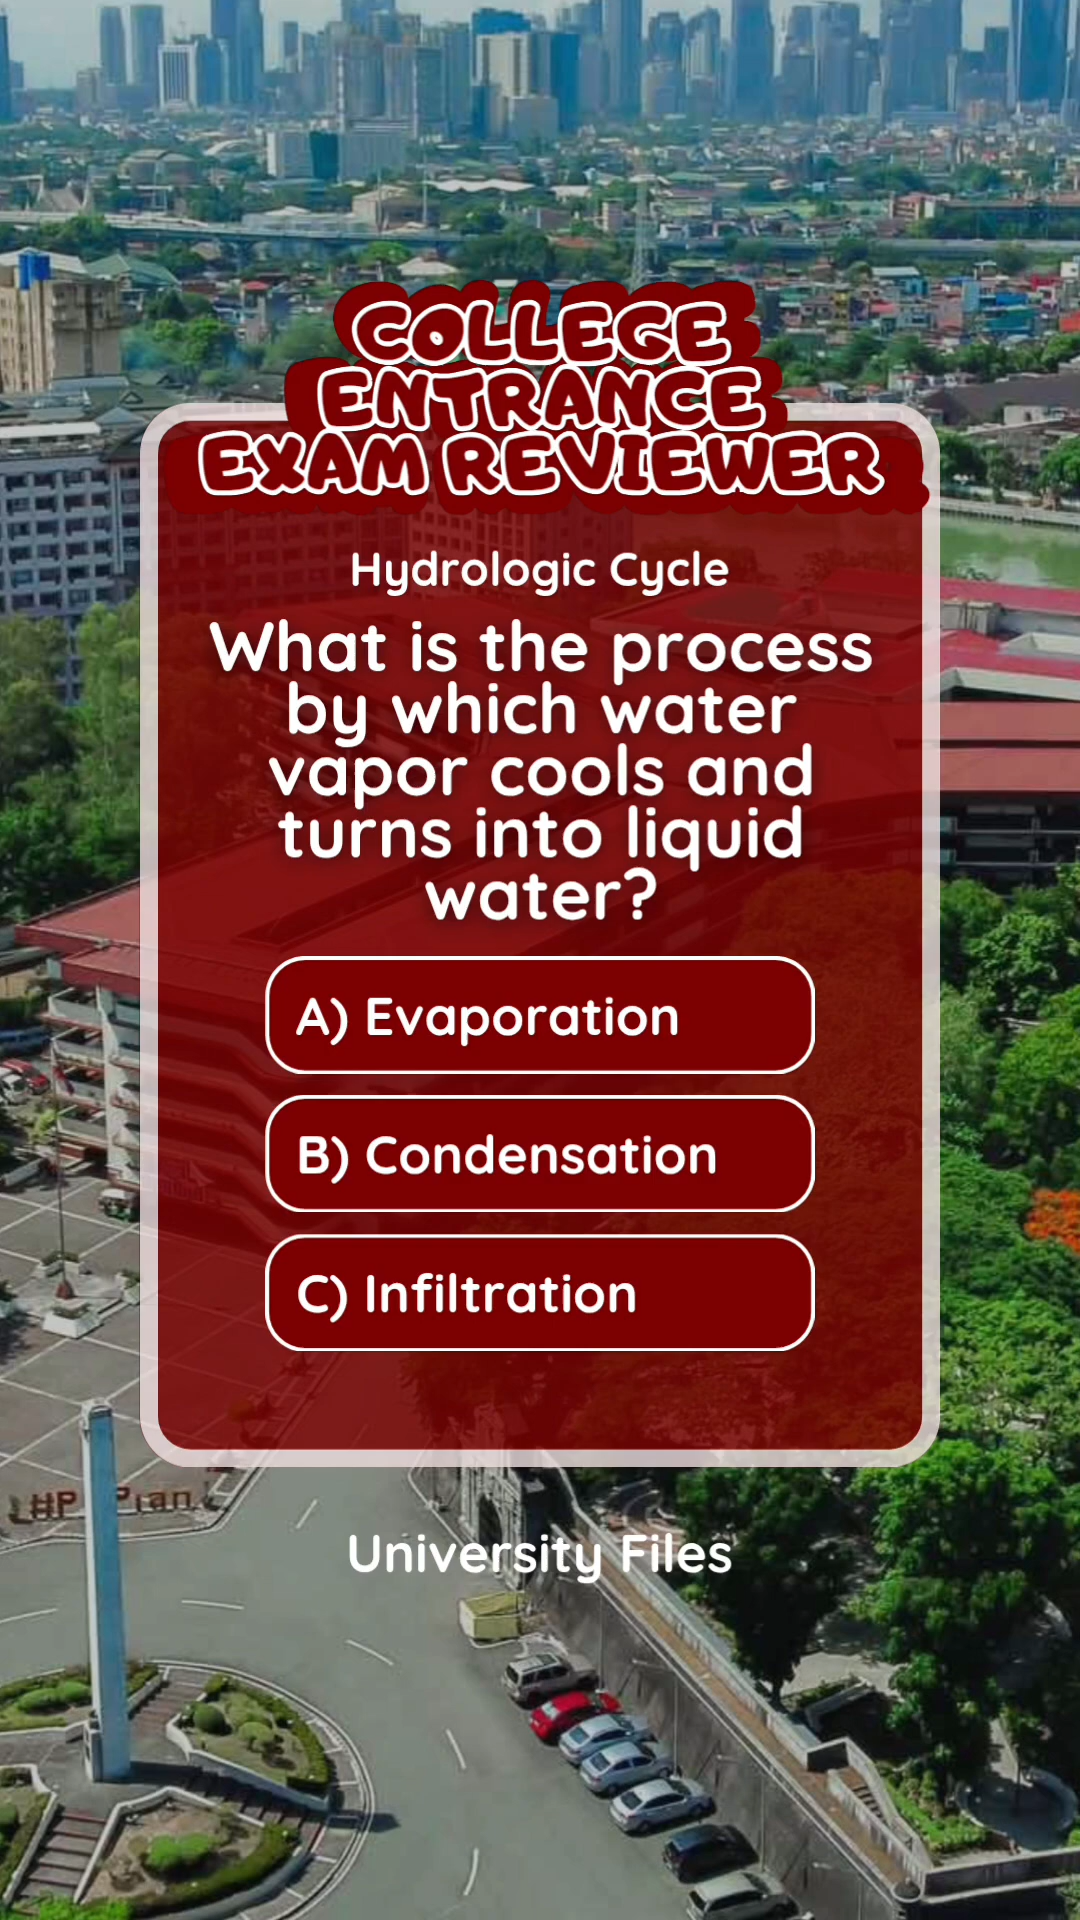 COLLEGE
ENTRANCE
EXAM REVIEWER
Hydrologic Cycle
What is the process
by which water
vapor cools and
turns into liquid
water?
A) Evaporation
B) Condensation
C) Infiltration
University Files